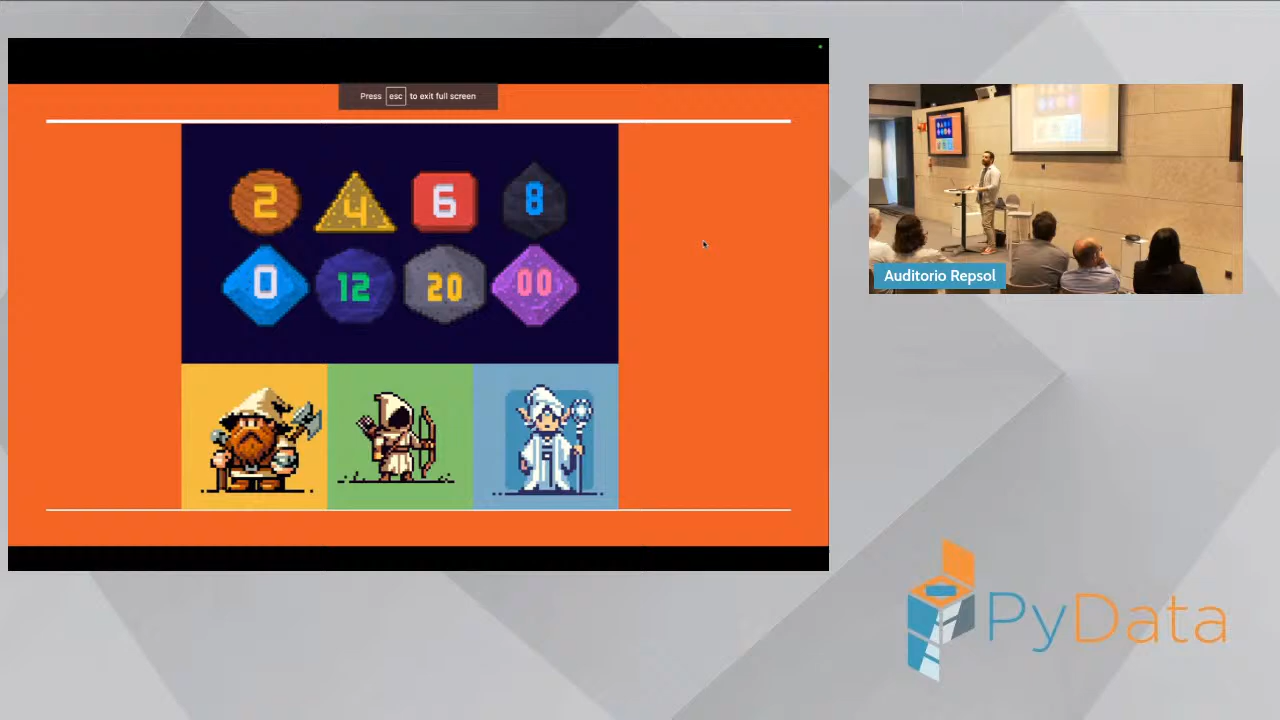 Press esc to exit full screen
2 4 6 8
0 12 20 00
Auditorio Repsol
PyData